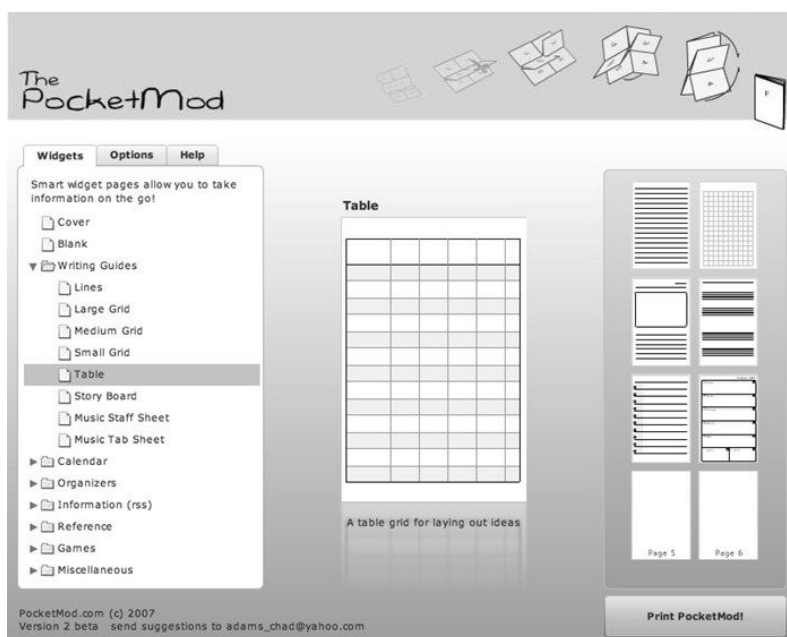 The
PocketMod
F
Widgets
Options
Help
Smart widget pages allow you to take
information on the go!
Cover
Blank
Writing Guides
Lines
Large Grid
Medium Grid
Small Grid
Table
Story Board
Music Staff Sheet
Music Tab Sheet
Calendar
Organizers
Information (rss)
Reference
Games
Miscellaneous
Table
A table grid for laying out ideas
Page 5
Page 6
Print PocketMod!
PocketMod.com (c) 2007
Version 2 beta send suggestions to adams_chad@yahoo.com